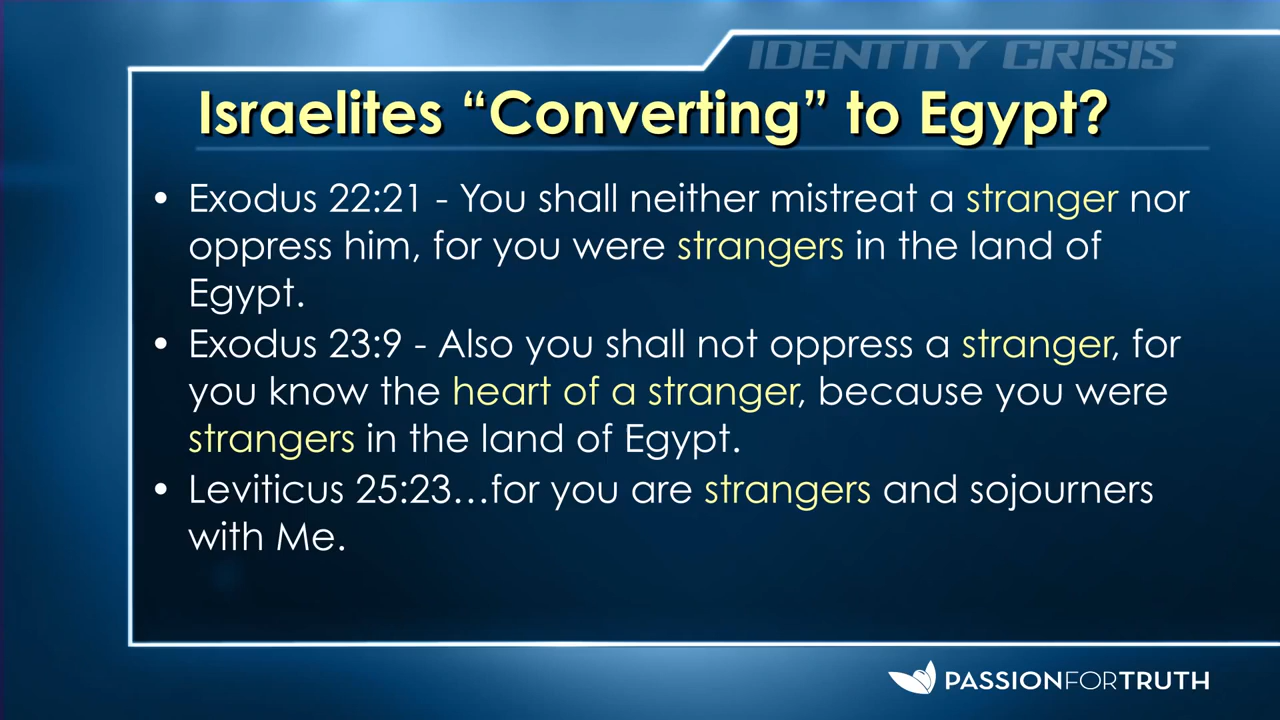 IDENTITY CRISIS
Israelites “Converting” to Egypt?
• Exodus 22:21 - You shall neither mistreat a stranger nor
oppress him, for you were strangers in the land of
Egypt.
• Exodus 23:9 - Also you shall not oppress a stranger, for
you know the heart of a stranger, because you were
strangers in the land of Egypt.
• Leviticus 25:23…for you are strangers and sojourners
with Me.
PASSIONFORTRUTH